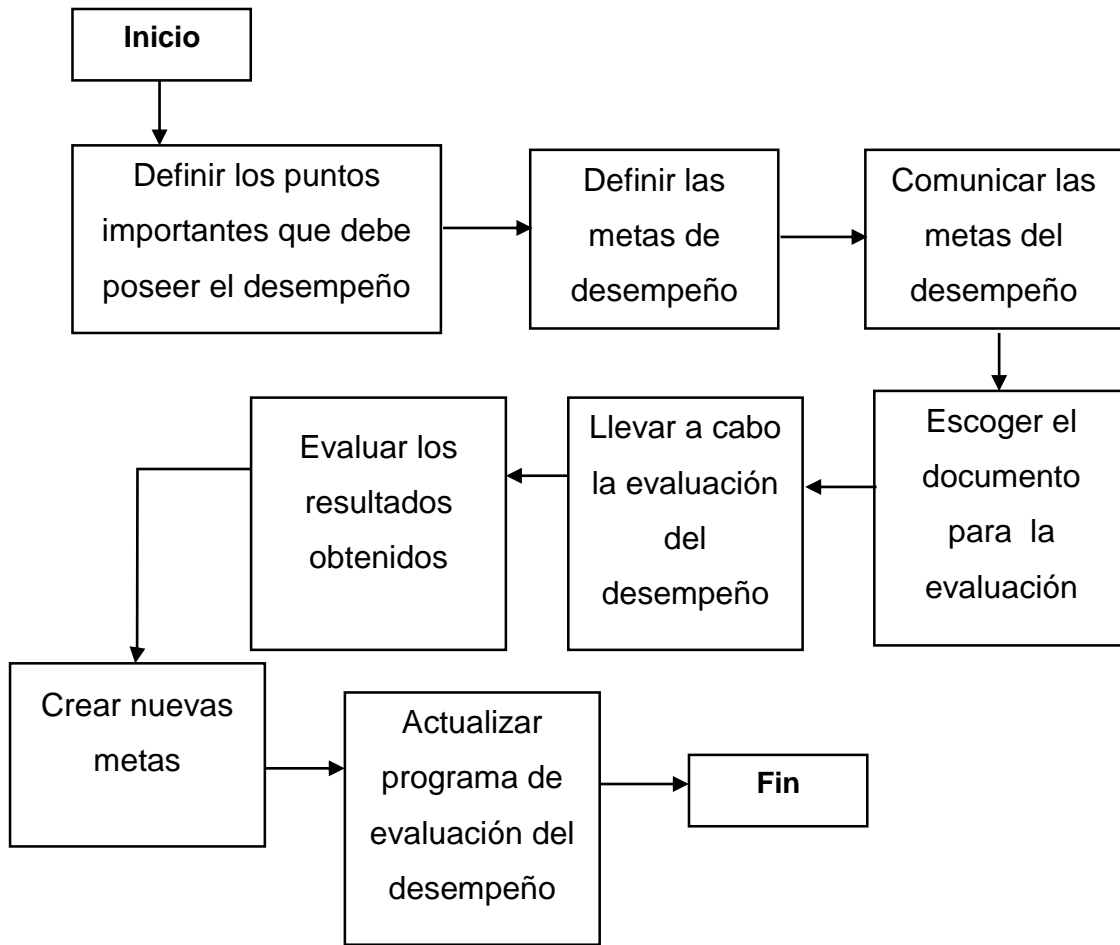 Inicio
Definir los puntos
importantes que debe
poseer el desempeño
Definir las
metas de
desempeño
Comunicar las
metas del
desempeño
Escoger el
documento
para la
evaluación
Llevar a cabo
la evaluación
del
desempeño
Evaluar los
resultados
obtenidos
Crear nuevas
metas
Actualizar
programa de
evaluación del
desempeño
Fin